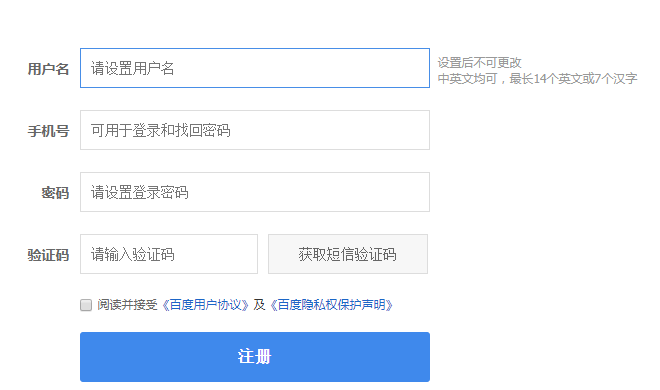 用户名 请设置用户名 设置后不可更改
中英文均可，最长14个英文或7个汉字
手机号 可用于登录和找回密码
密码 请设置登录密码
验证码 请输入验证码 获取短信验证码
阅读并接受《百度用户协议》及《百度隐私权保护声明》
注册